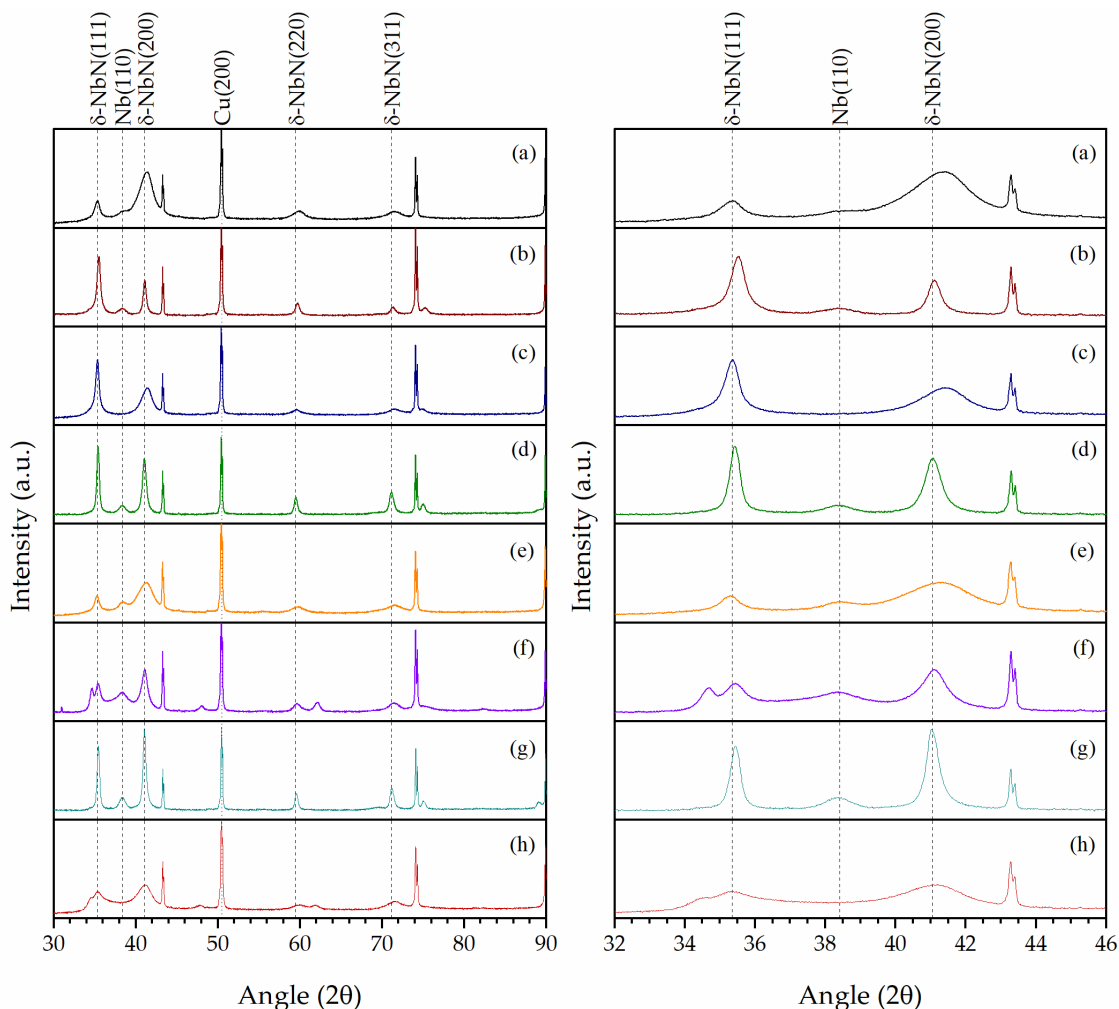 δ-NbN(111)
Nb(110)
δ-NbN(200)
Cu(200)
δ-NbN(220)
δ-NbN(311)
(a)
(b)
(c)
(d)
(e)
(f)
(g)
(h)
Intensity (a.u.)
30 40 50 60 70 80 90
Angle (2θ)
δ-NbN(111)
Nb(110)
δ-NbN(200)
(a)
(b)
(c)
(d)
(e)
(f)
(g)
(h)
Intensity (a.u.)
32 34 36 38 40 42 44 46
Angle (2θ)